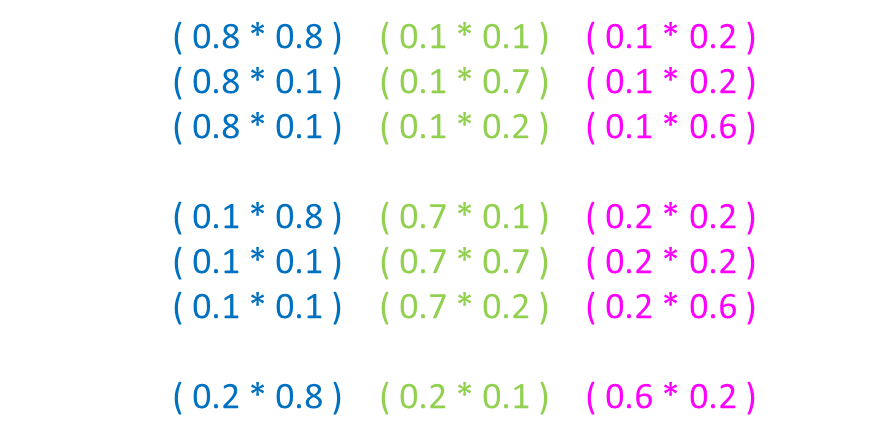 ( 0.8 * 0.8 ) ( 0.1 * 0.1 ) ( 0.1 * 0.2 )
( 0.8 * 0.1 ) ( 0.1 * 0.7 ) ( 0.1 * 0.2 )
( 0.8 * 0.1 ) ( 0.1 * 0.2 ) ( 0.1 * 0.6 )
( 0.1 * 0.8 ) ( 0.7 * 0.1 ) ( 0.2 * 0.2 )
( 0.1 * 0.1 ) ( 0.7 * 0.7 ) ( 0.2 * 0.2 )
( 0.1 * 0.1 ) ( 0.7 * 0.2 ) ( 0.2 * 0.6 )
( 0.2 * 0.8 ) ( 0.2 * 0.1 ) ( 0.6 * 0.2 )